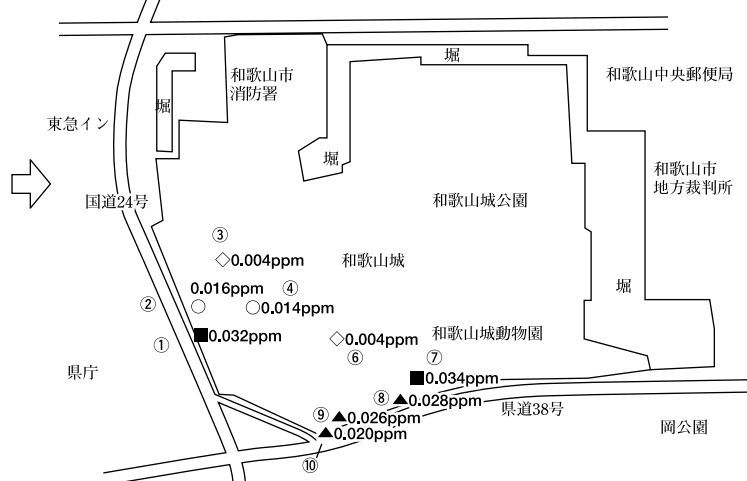 和歌山市
消防署
堀
和歌山中央郵便局
堀
東急イン
堀
和歌山市
地方裁判所
国道24号
和歌山城公園
③
0.004ppm
和歌山城
0.016ppm
④
堀
②
0.014ppm
0.032ppm
①
0.004ppm
和歌山城動物園
⑥
⑦
県庁
0.034ppm
⑧
0.028ppm
県道38号
⑨
0.026ppm
岡公園
0.020ppm
⑩